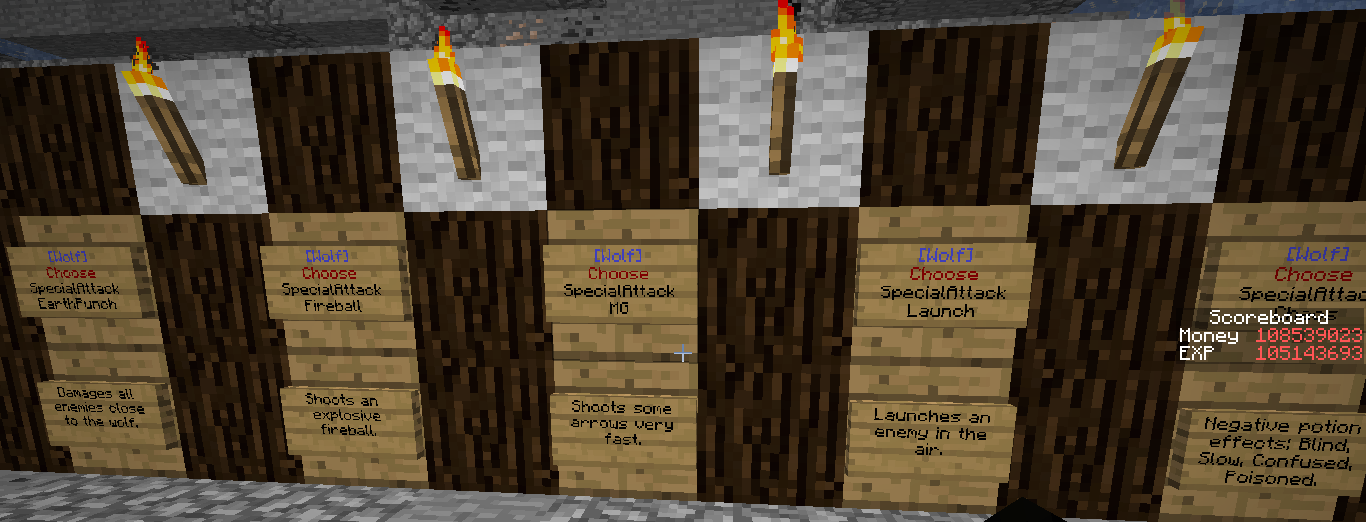 [Wolf]
Choose
SpecialAttack
EarthPunch
Damages all
enemies close
to the wolf.
[Wolf]
Choose
SpecialAttack
Fireball
Shoots an
explosive
fireball.
[Wolf]
Choose
SpecialAttack
MG
Shoots some
arrows very
fast.
[Wolf]
Choose
SpecialAttack
Launch
Launches an
enemy in the
air.
[Wolf]
Choose
SpecialAttac
Negative potion
effects: Blind,
Slow, Confused,
Poisoned.
Scoreboard
Money 108539023
EXP 105143693